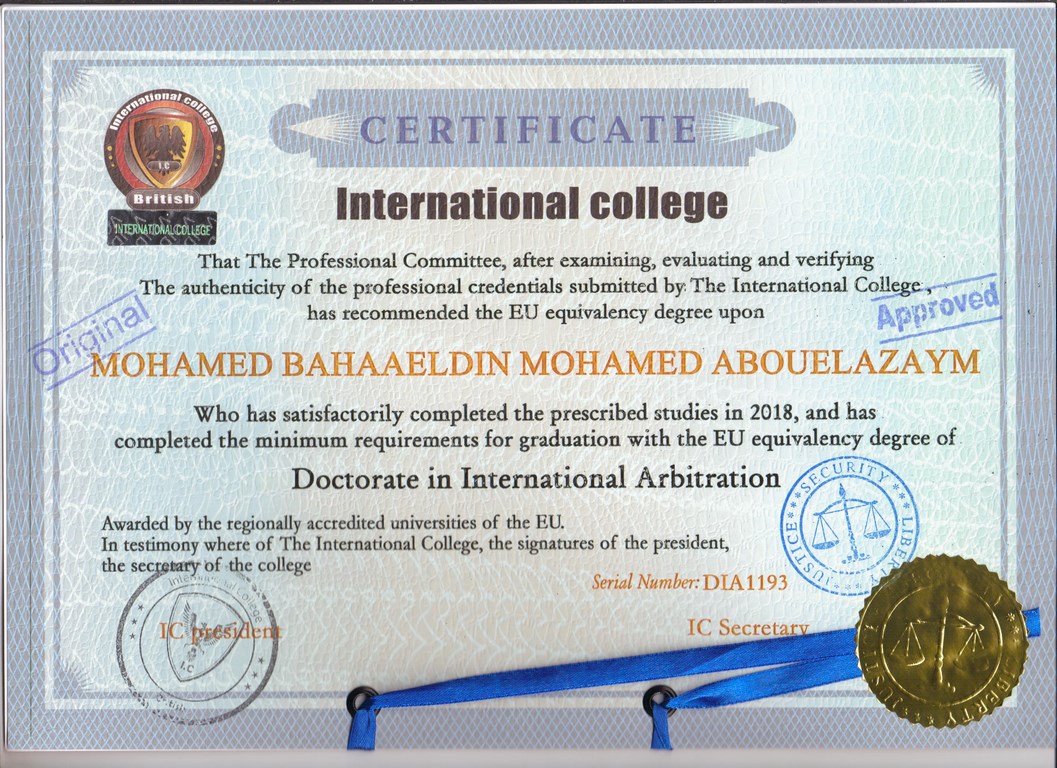 International college
I.C
British
INTERNATIONAL COLLEGE
CERTIFICATE
International college
That The Professional Committee, after examining, evaluating and verifying
The authenticity of the professional credentials submitted by: The International College ,
has recommended the EU equivalency degree upon
Original
Approved
MOHAMED BAHAAELDIN MOHAMED ABOUELAZAYM
Who has satisfactorily completed the prescribed studies in 2018, and has
completed the minimum requirements for graduation with the EU equivalency degree of
Doctorate in International Arbitration
SECURITY
LIBERTY
JUSTICE
Awarded by the regionally accredited universities of the EU.
In testimony where of The International College, the signatures of the president,
the secretary of the college
Serial Number: DIA1193
International College
I.C
IC president
IC Secretary
JUSTICE
LIBERTY